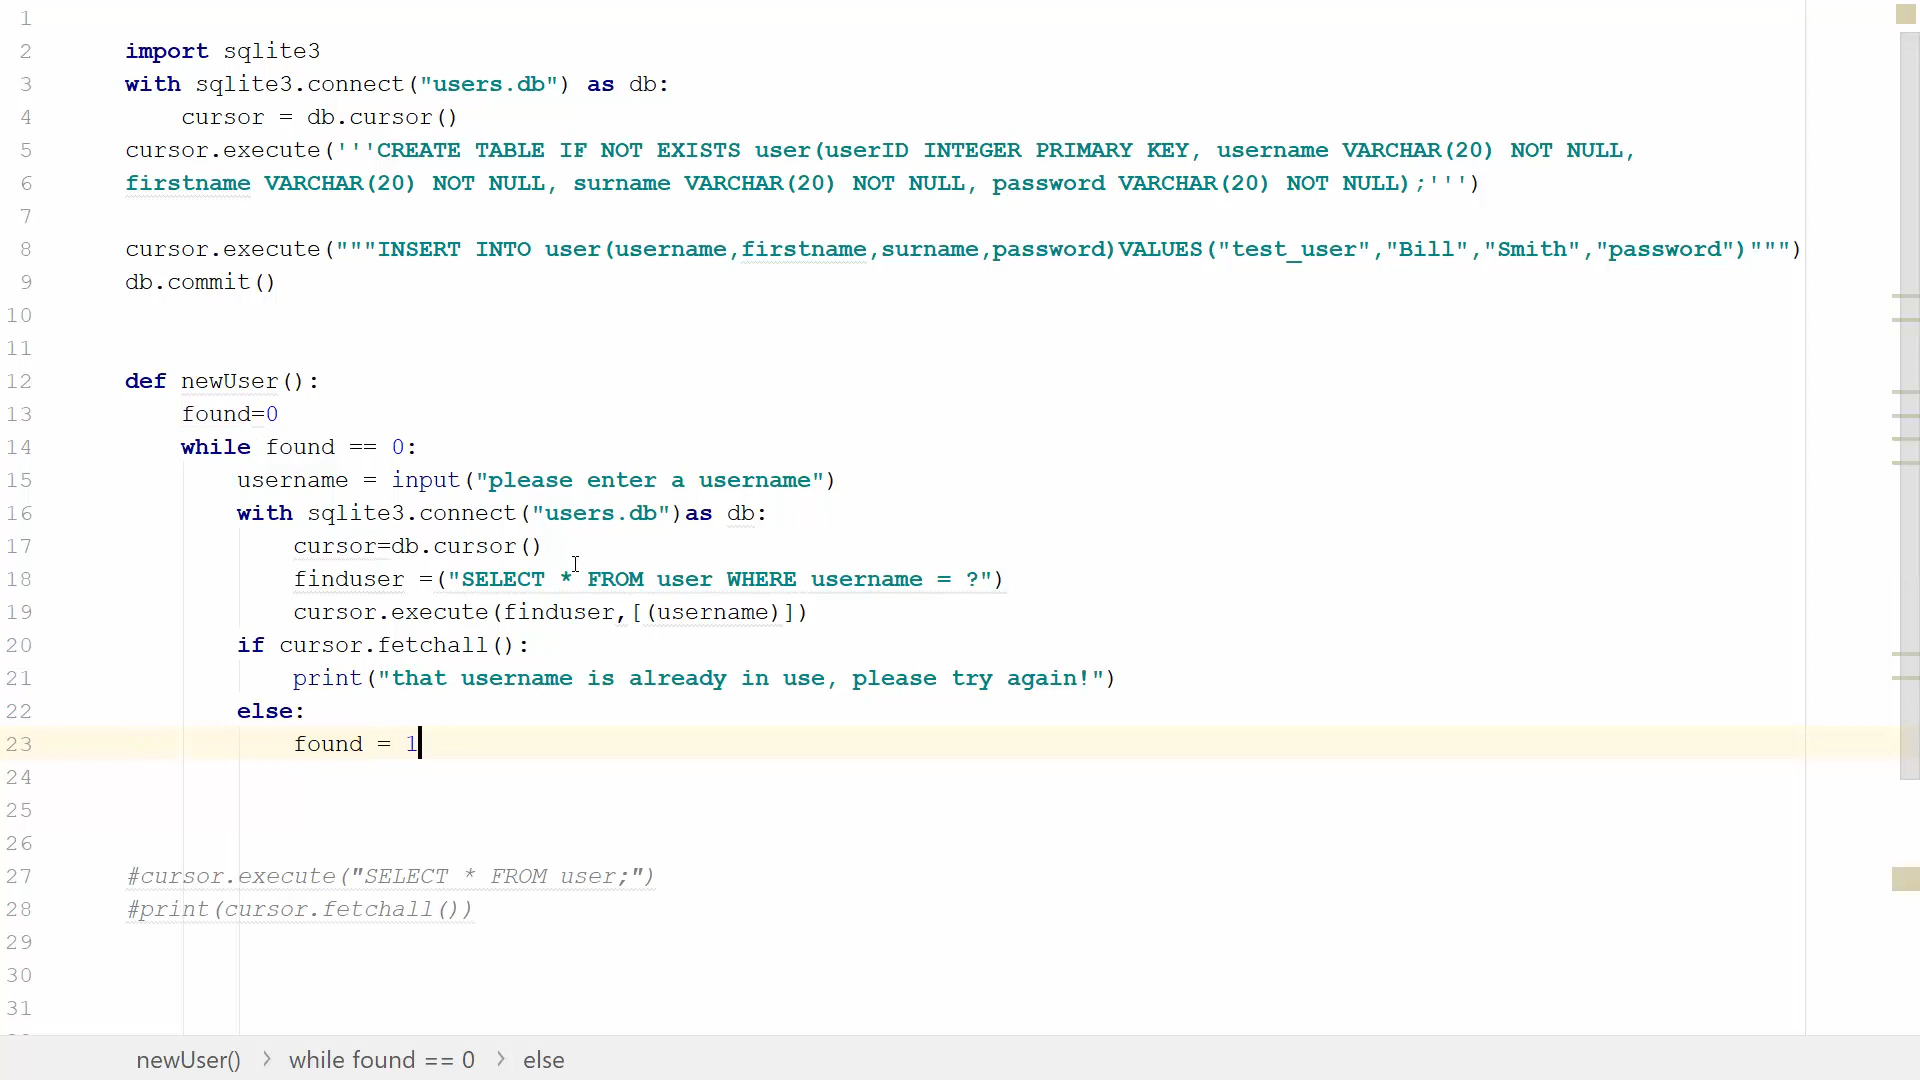 1
2 import sqlite3
3 with sqlite3.connect("users.db") as db:
4 cursor = db.cursor()
5 cursor.execute('''CREATE TABLE IF NOT EXISTS user(userID INTEGER PRIMARY KEY, username VARCHAR(20) NOT NULL,
6 firstname VARCHAR(20) NOT NULL, surname VARCHAR(20) NOT NULL, password VARCHAR(20) NOT NULL);''')
7
8 cursor.execute("""INSERT INTO user(username,firstname,surname,password)VALUES("test_user","Bill","Smith","password")""")
9 db.commit()
10
11
12 def newUser():
13 found=0
14 while found == 0:
15 username = input("please enter a username")
16 with sqlite3.connect("users.db")as db:
17 cursor=db.cursor()
18 finduser =("SELECT * FROM user WHERE username = ?")
19 cursor.execute(finduser,[(username)])
20 if cursor.fetchall():
21 print("that username is already in use, please try again!")
22 else:
23 found = 1
24
25
26
27 #cursor.execute("SELECT * FROM user;")
28 #print(cursor.fetchall())
29
30
31
newUser() > while found == 0 > else